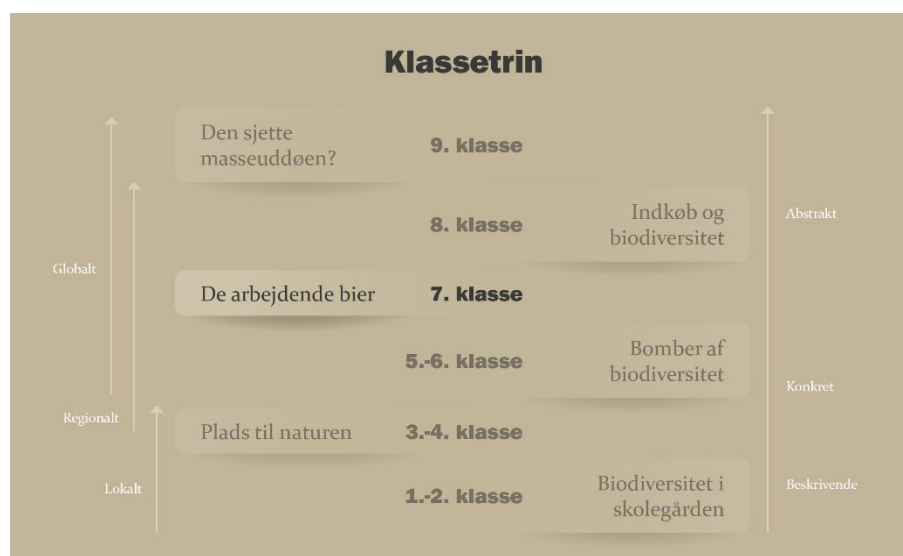 Klassetrin
Den sjette
masseuddøen?
9. klasse
8. klasse
Indkøb og
biodiversitet
Abstrakt
Globalt
De arbejdende bier
7. klasse
5.-6. klasse
Bomber af
biodiversitet
Konkret
Regionalt
Plads til naturen
3.-4. klasse
Lokalt
1.-2. klasse
Biodiversitet i
skolegården
Beskrivende